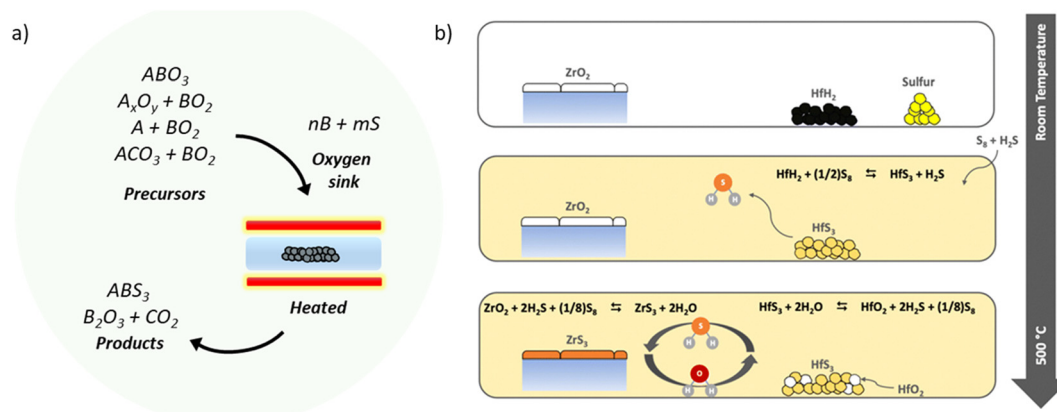 a)
ABO₃
AₓOᵧ + BO₂
A + BO₂
ACO₃ + BO₂
Precursors
nB + mS
Oxygen
sink
Heated
ABS₃
B₂O₃ + CO₂
Products
b)
ZrO₂
HfH₂
Sulfur
Room Temperature
S₈ + H₂S
HfH₂ + (1/2)S₈ ⇆ HfS₃ + H₂S
S
H H
ZrO₂
HfS₃
ZrO₂ + 2H₂S + (1/8)S₈ ⇆ ZrS₃ + 2H₂O
HfS₃ + 2H₂O ⇄ HfO₂ + 2H₂S + (1/8)S₈
S
H H
ZrS₃
O
H H
HfS₃
HfO₂
500 °C